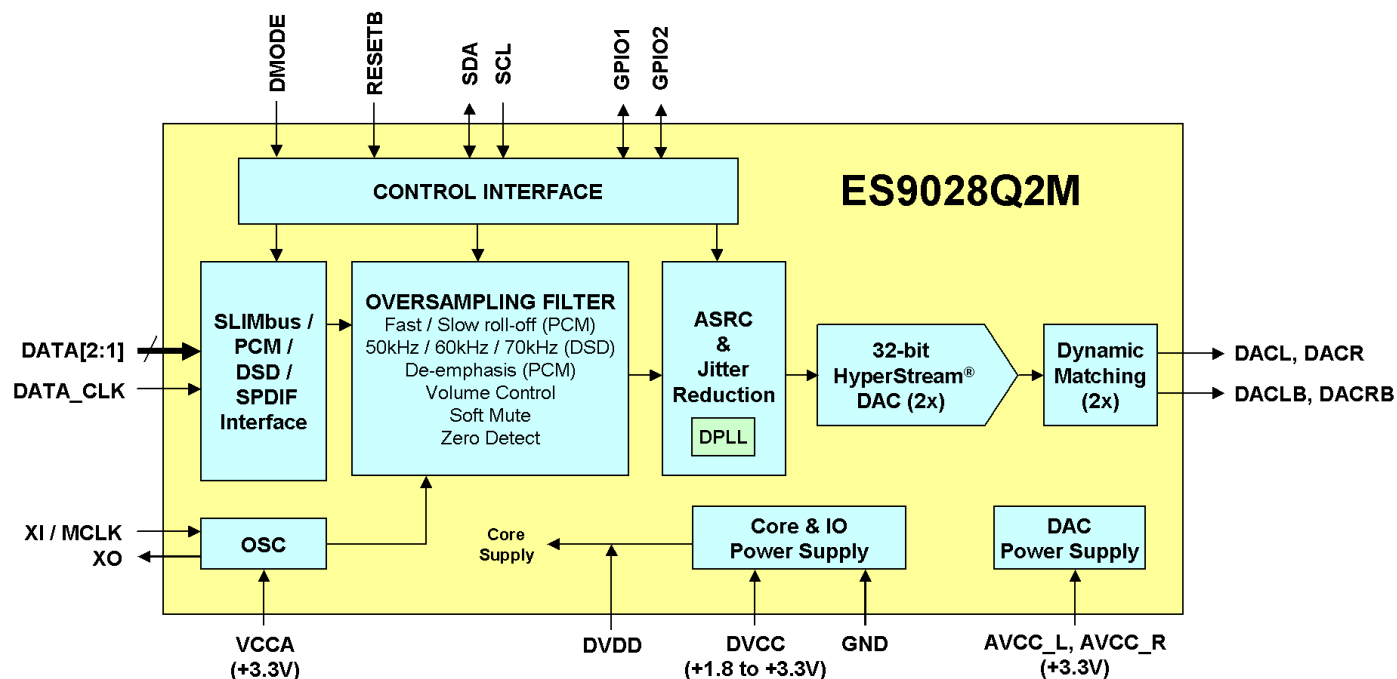 DMODE
RESETB
SDA
SCL
GPIO1
GPIO2
CONTROL INTERFACE
ES9028Q2M
SLIMbus /
PCM /
DSD /
SPDIF
Interface
OVERSAMPLING FILTER
Fast / Slow roll-off (PCM)
50kHz / 60kHz / 70kHz (DSD)
De-emphasis (PCM)
Volume Control
Soft Mute
Zero Detect
ASRC
&
Jitter
Reduction
DPLL
32-bit
HyperStream®
DAC (2x)
Dynamic
Matching
(2x)
DATA[2:1]
DATA_CLK
DACL, DACR
DACLB, DACRB
XI / MCLK
XO
OSC
Core
Supply
Core & IO
Power Supply
DAC
Power Supply
VCCA
(+3.3V)
DVDD
DVCC
(+1.8 to +3.3V)
GND
AVCC_L, AVCC_R
(+3.3V)